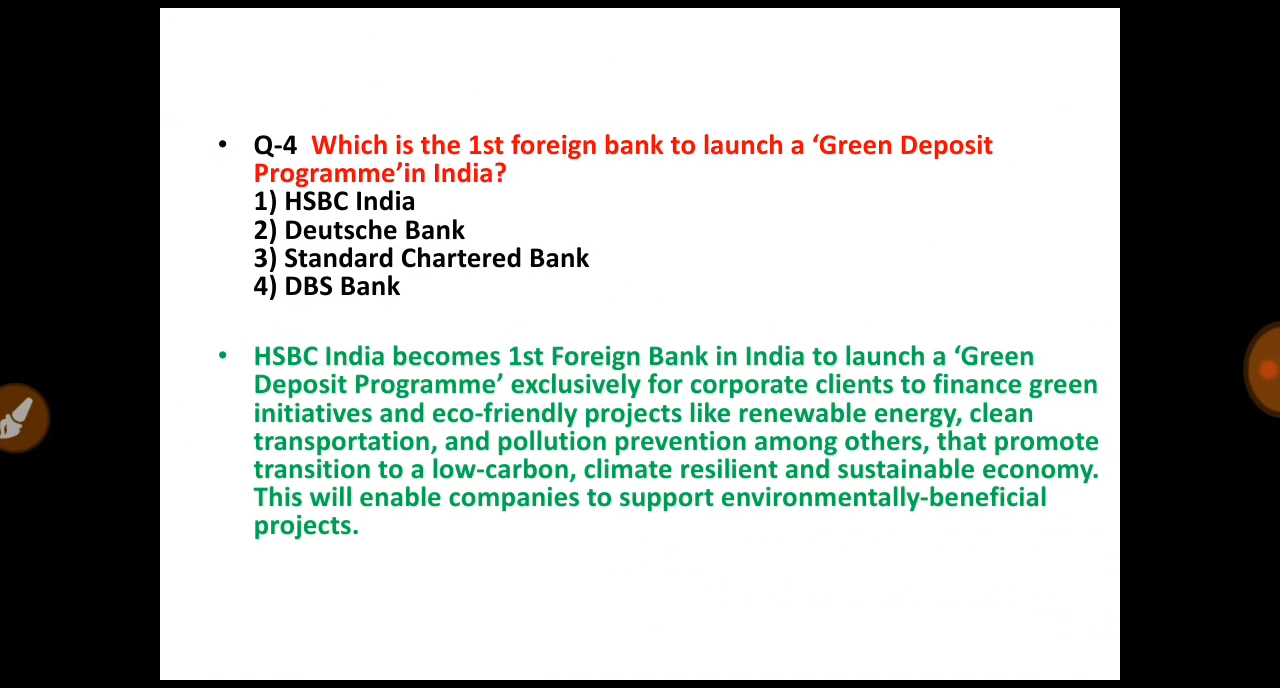 • Q-4 Which is the 1st foreign bank to launch a ‘Green Deposit
Programme’in India?
1) HSBC India
2) Deutsche Bank
3) Standard Chartered Bank
4) DBS Bank
• HSBC India becomes 1st Foreign Bank in India to launch a ‘Green
Deposit Programme’ exclusively for corporate clients to finance green
initiatives and eco-friendly projects like renewable energy, clean
transportation, and pollution prevention among others, that promote
transition to a low-carbon, climate resilient and sustainable economy.
This will enable companies to support environmentally-beneficial
projects.